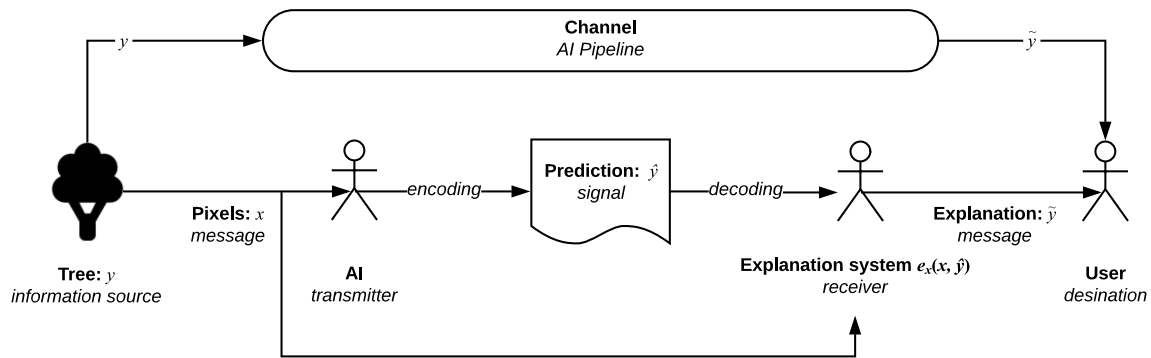 Channel
AI Pipeline
y
ỹ
encoding
Prediction: ŷ
signal
decoding
Pixels: x
message
Explanation: ỹ
message
Tree: y
information source
AI
transmitter
Explanation system eₓ(x, ŷ)
receiver
User
desination